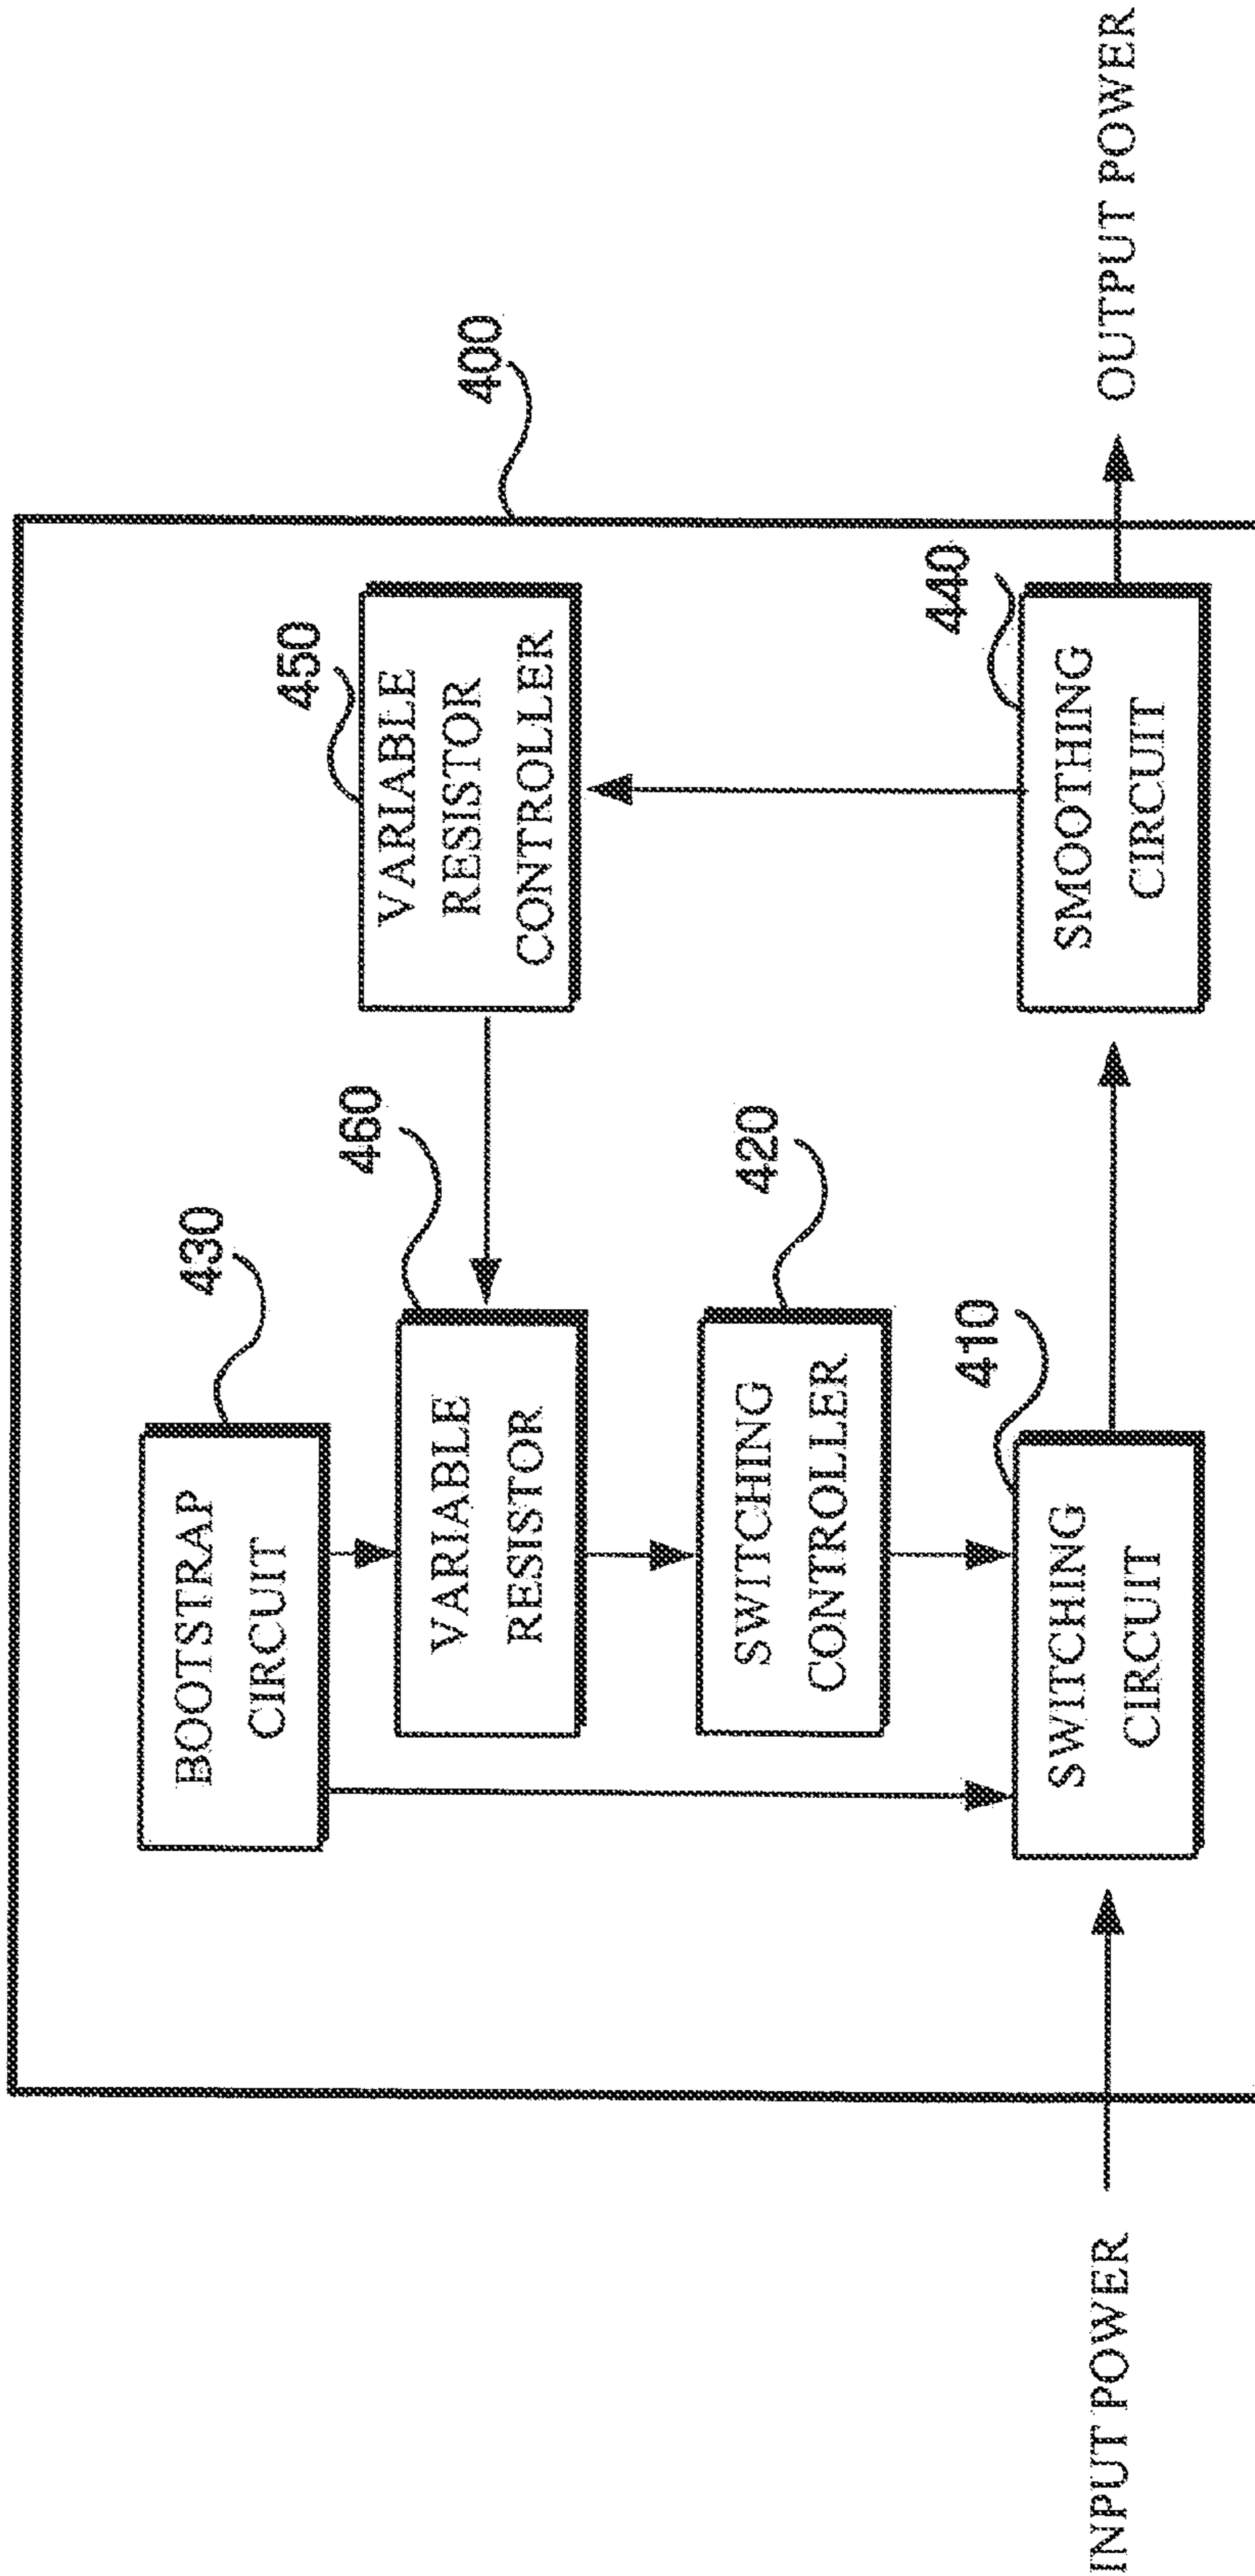 400
430
BOOTSTRAP
CIRCUIT
460
VARIABLE
RESISTOR
450
VARIABLE
RESISTOR
CONTROLLER
420
SWITCHING
CONTROLLER
410
SWITCHING
CIRCUIT
440
SMOOTHING
CIRCUIT
INPUT POWER
OUTPUT POWER